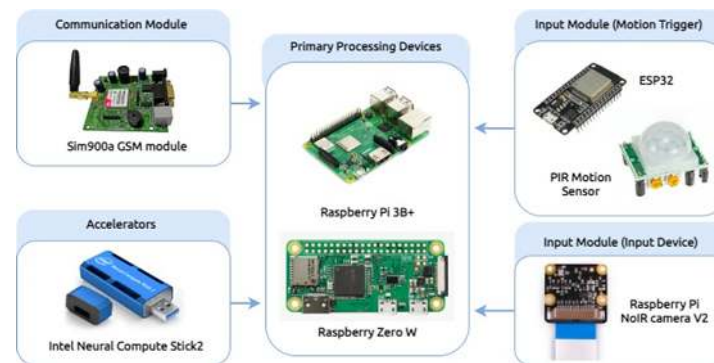 Communication Module
Sim900a GSM module
Primary Processing Devices
Raspberry Pi 3B+
Raspberry Zero W
Input Module (Motion Trigger)
ESP32
PIR Motion
Sensor
Accelerators
Intel Neural Compute Stick2
Input Module (Input Device)
Raspberry Pi
NoIR camera V2